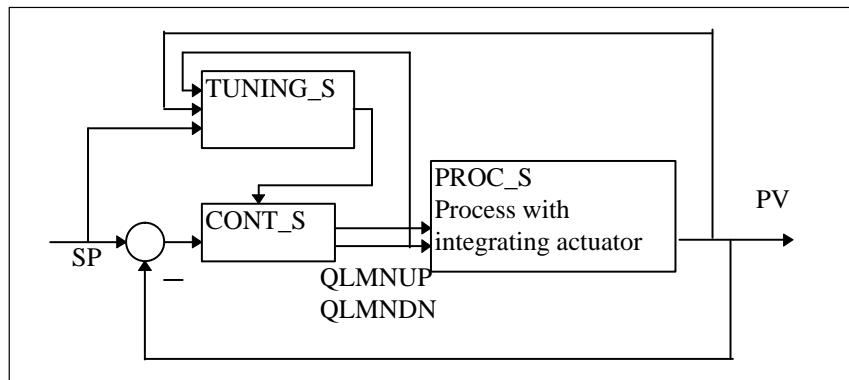 TUNING_S
PROC_S
Process with
integrating actuator
PV
CONT_S
SP
QLMNUP
QLMNDN